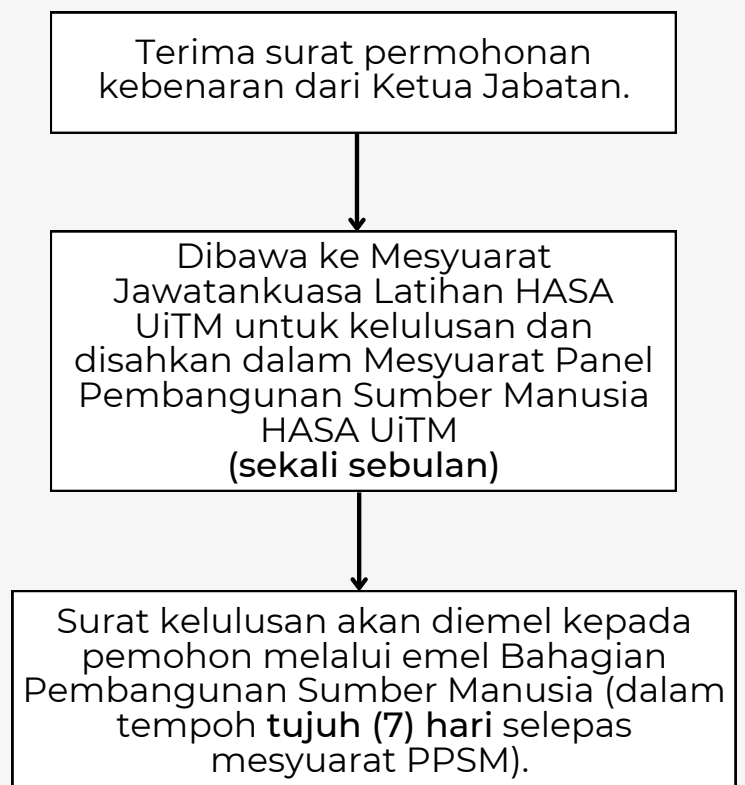 Terima surat permohonan
kebenaran dari Ketua Jabatan.
Dibawa ke Mesyuarat
Jawatankuasa Latihan HASA
UiTM untuk kelulusan dan
disahkan dalam Mesyuarat Panel
Pembangunan Sumber Manusia
HASA UiTM
(sekali sebulan)
Surat kelulusan akan diemel kepada
pemohon melalui emel Bahagian
Pembangunan Sumber Manusia (dalam
tempoh tujuh (7) hari selepas
mesyuarat PPSM).